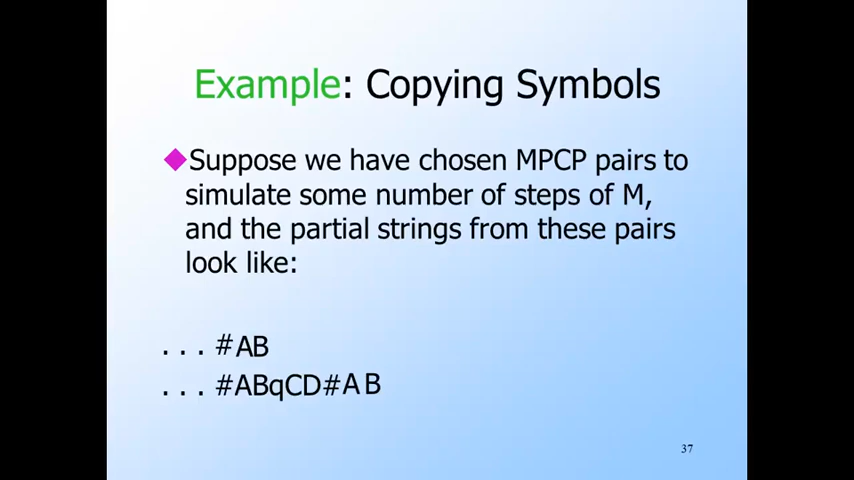 Example: Copying Symbols
Suppose we have chosen MPCP pairs to
simulate some number of steps of M,
and the partial strings from these pairs
look like:
. . . #AB
. . . #ABqCD#A B
37